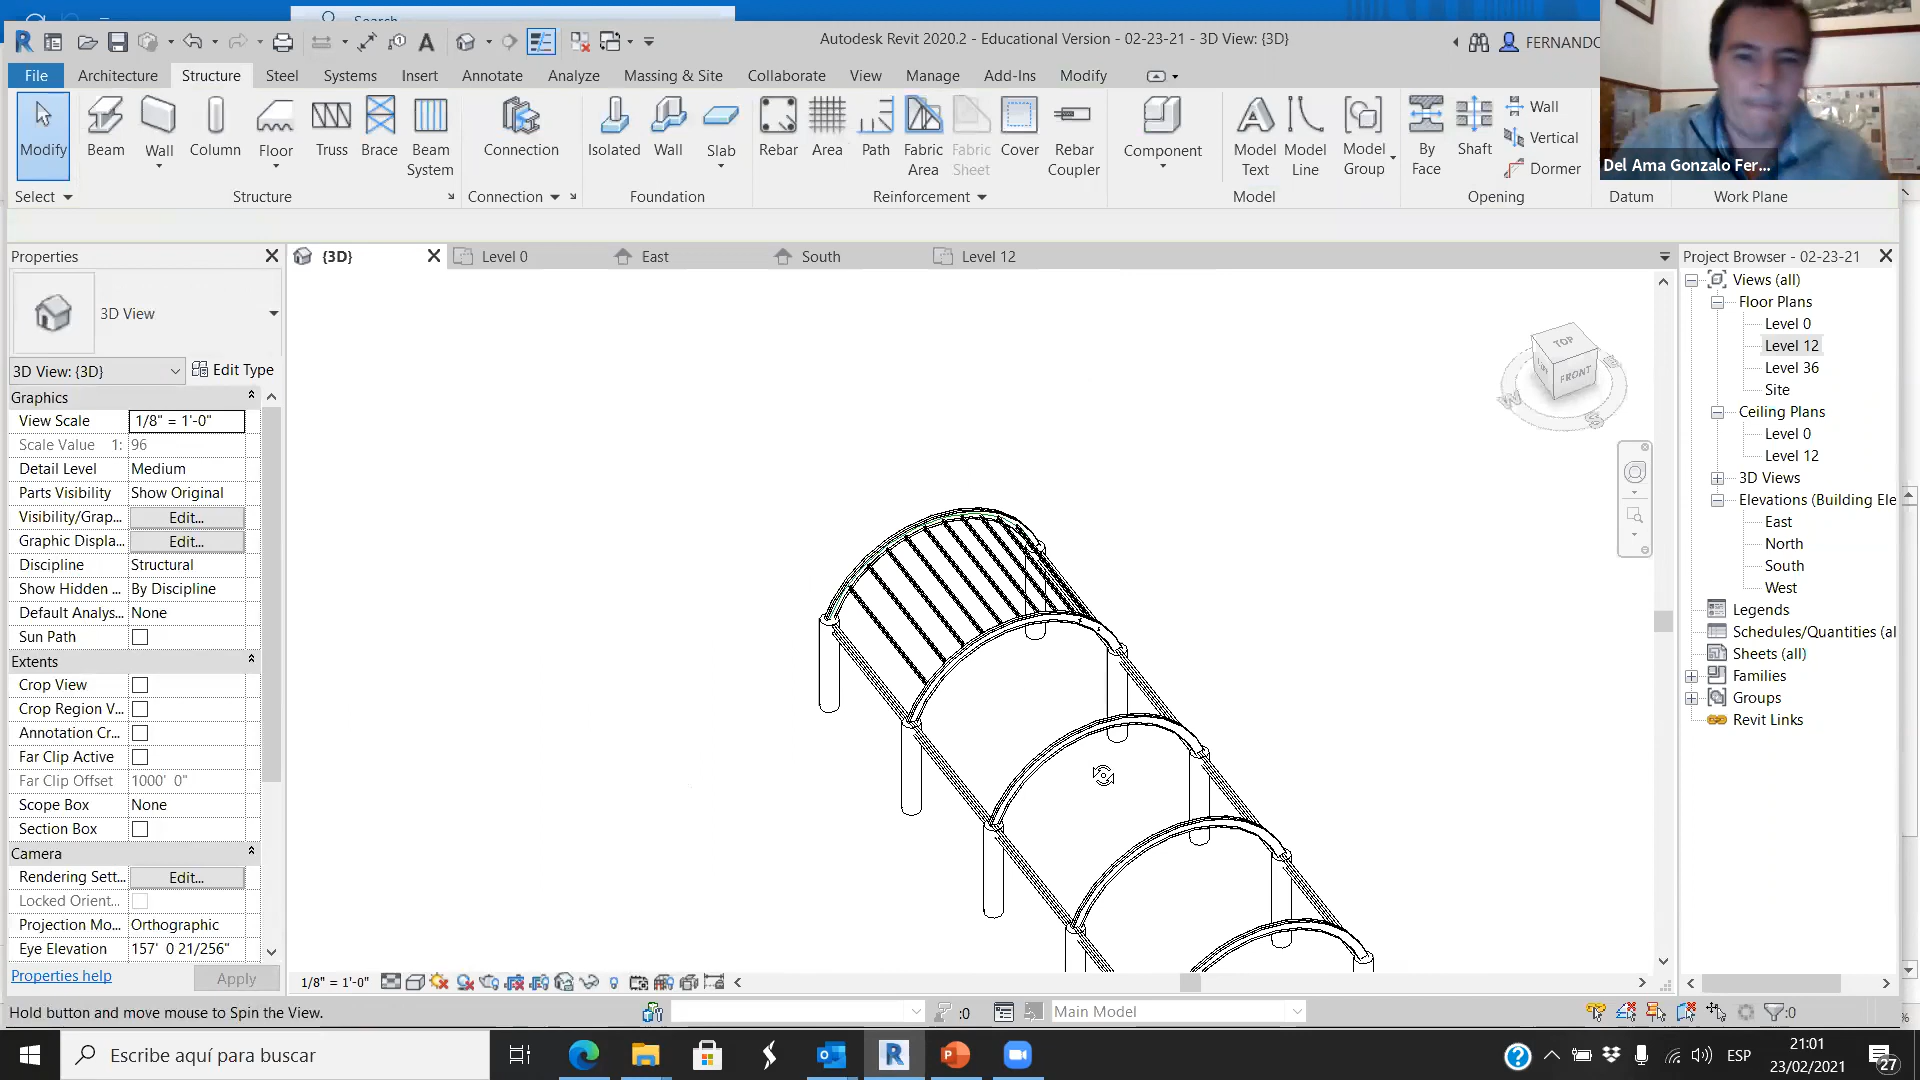 Search
Autodesk Revit 2020.2 - Educational Version - 02-23-21 - 3D View: {3D}
FERNANDO
File Architecture Structure Steel Systems Insert Annotate Analyze Massing & Site Collaborate View Manage Add-Ins Modify
Modify Beam Wall Column Floor Truss Brace Beam System Connection Isolated Wall Slab Rebar Area Path Fabric Area Fabric Sheet Cover Rebar Coupler Component Model Text Model Line Model Group By Face Shaft Wall Vertical Dormer
Del Ama Gonzalo Fer...
Select Structure Connection Foundation Reinforcement Model Opening Datum Work Plane
Properties
{3D} Level 0 East South Level 12
Project Browser - 02-23-21
3D View
3D View: {3D} Edit Type
Graphics
View Scale 1/8" = 1'-0"
Scale Value 1: 96
Detail Level Medium
Parts Visibility Show Original
Visibility/Grap... Edit...
Graphic Displa... Edit...
Discipline Structural
Show Hidden ... By Discipline
Default Analys... None
Sun Path
Extents
Crop View
Crop Region V...
Annotation Cr...
Far Clip Active
Far Clip Offset 1000' 0"
Scope Box None
Section Box
Camera
Rendering Sett... Edit...
Locked Orient...
Projection Mo... Orthographic
Eye Elevation 157' 0 21/256"
Properties help Apply
TOP
FRONT
W
S
Views (all)
Floor Plans
Level 0
Level 12
Level 36
Site
Ceiling Plans
Level 0
Level 12
3D Views
Elevations (Building Ele
East
North
South
West
Legends
Schedules/Quantities (al
Sheets (all)
Families
Groups
Revit Links
1/8" = 1'-0"
Hold button and move mouse to Spin the View.
:0
Main Model
:0
%
Escribe aquí para buscar
ESP
21:01
23/02/2021
27